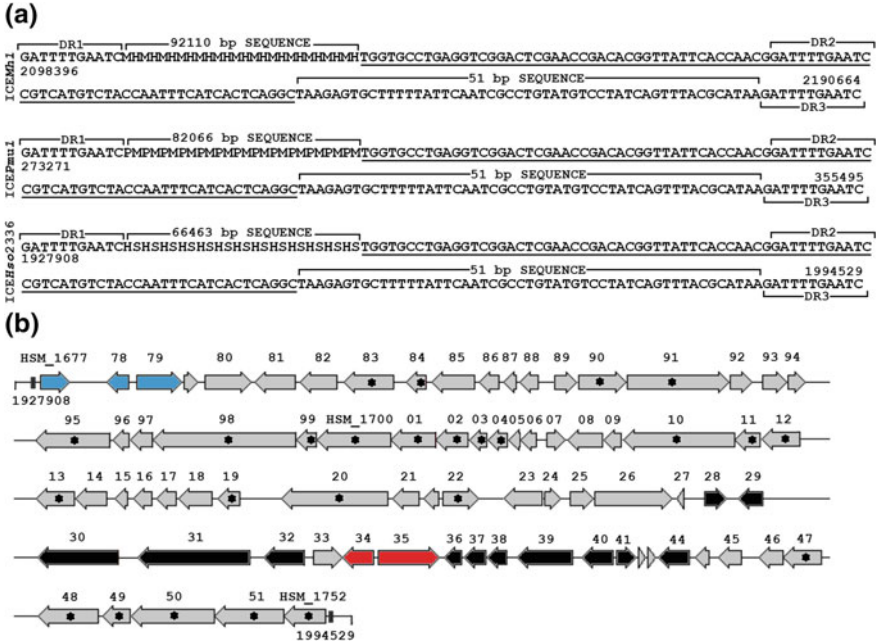 (a)
DR1 92110 bp SEQUENCE DR2
ICEMh1
GATTTTGAATCMHMHMHMHMHMHMHMHMHMHMHMHMHTGGTGCCTGAGGTCGGACTCGAACCGACACGGTTATTCACCAACGGATTTTGAATC
2098396 51 bp SEQUENCE 2190664
CGTCATGTCTACCAATTTCATCACTCAGGCTAAGAGTGCTTTTTATTCAATCGCCTGTATGTCCTATCAGTTTACGCATAAGATTTTGAATC
DR3
DR1 82066 bp SEQUENCE DR2
ICEPmu1
GATTTTGAATCPMPMPMPMPMPMPMPMPMPMPMPMPMPMTGGTGCCTGAGGTCGGACTCGAACCGACACGGTTATTCACCAACGGATTTTGAATC
273271 51 bp SEQUENCE 355495
CGTCATGTCTACCAATTTCATCACTCAGGCTAAGAGTGCTTTTTATTCAATCGCCTGTATGTCCTATCAGTTTACGCATAAGATTTTGAATC
DR3
DR1 66463 bp SEQUENCE DR2
ICEHso2336
GATTTTGAATCHSHSHSHSHSHSHSHSHSHSHSHSHSHSTGGTGCCTGAGGTCGGACTCGAACCGACACGGTTATTCACCAACGGATTTTGAATC
1927908 51 bp SEQUENCE 1994529
CGTCATGTCTACCAATTTCATCACTCAGGCTAAGAGTGCTTTTTATTCAATCGCCTGTATGTCCTATCAGTTTACGCATAAGATTTTGAATC
DR3
(b)
HSM_1677 78 79 80 81 82 83 84 85 86 87 88 89 90 91 92 93 94
1927908
95 96 97 98 99 HSM_1700 01 02 03 04 05 06 07 08 09 10 11 12
13 14 15 16 17 18 19 20 21 22 23 24 25 26 27 28 29
30 31 32 33 34 35 36 37 38 39 40 41 44 45 46 47
48 49 50 51 HSM_1752
1994529